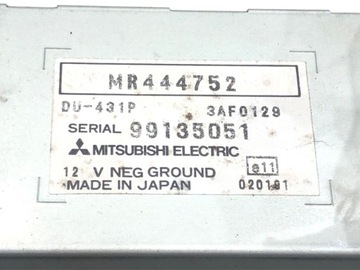 MR444752
DU-431P 3AF0129
SERIAL 99135051
MITSUBISHI ELECTRIC
12 V NEG GROUND e11
MADE IN JAPAN 020191